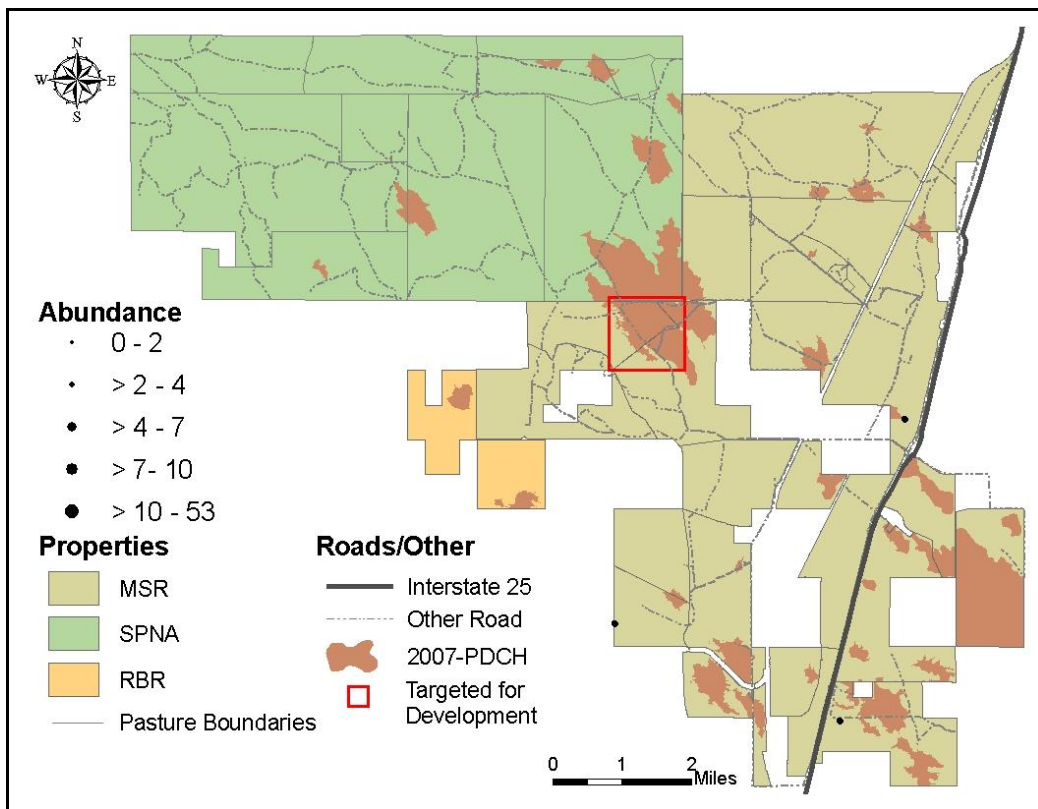 N
W E
S
Abundance
0 - 2
> 2 - 4
> 4 - 7
> 7- 10
> 10 - 53
Properties
MSR
SPNA
RBR
Pasture Boundaries
Roads/Other
Interstate 25
Other Road
2007-PDCH
Targeted for
Development
0 1 2
Miles